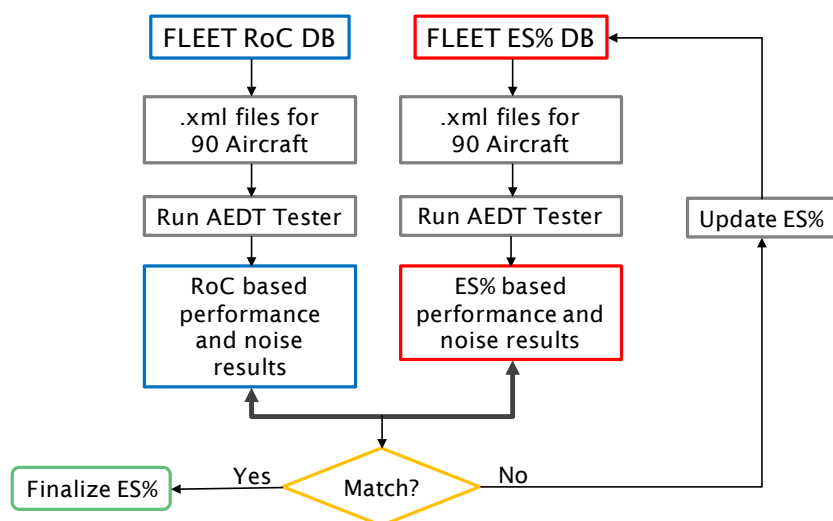 FLEET RoC DB
FLEET ES% DB
.xml files for
90 Aircraft
.xml files for
90 Aircraft
Run AEDT Tester
Run AEDT Tester
Update ES%
RoC based
performance
and noise
results
ES% based
performance and
noise results
Yes
No
Finalize ES%
Match?